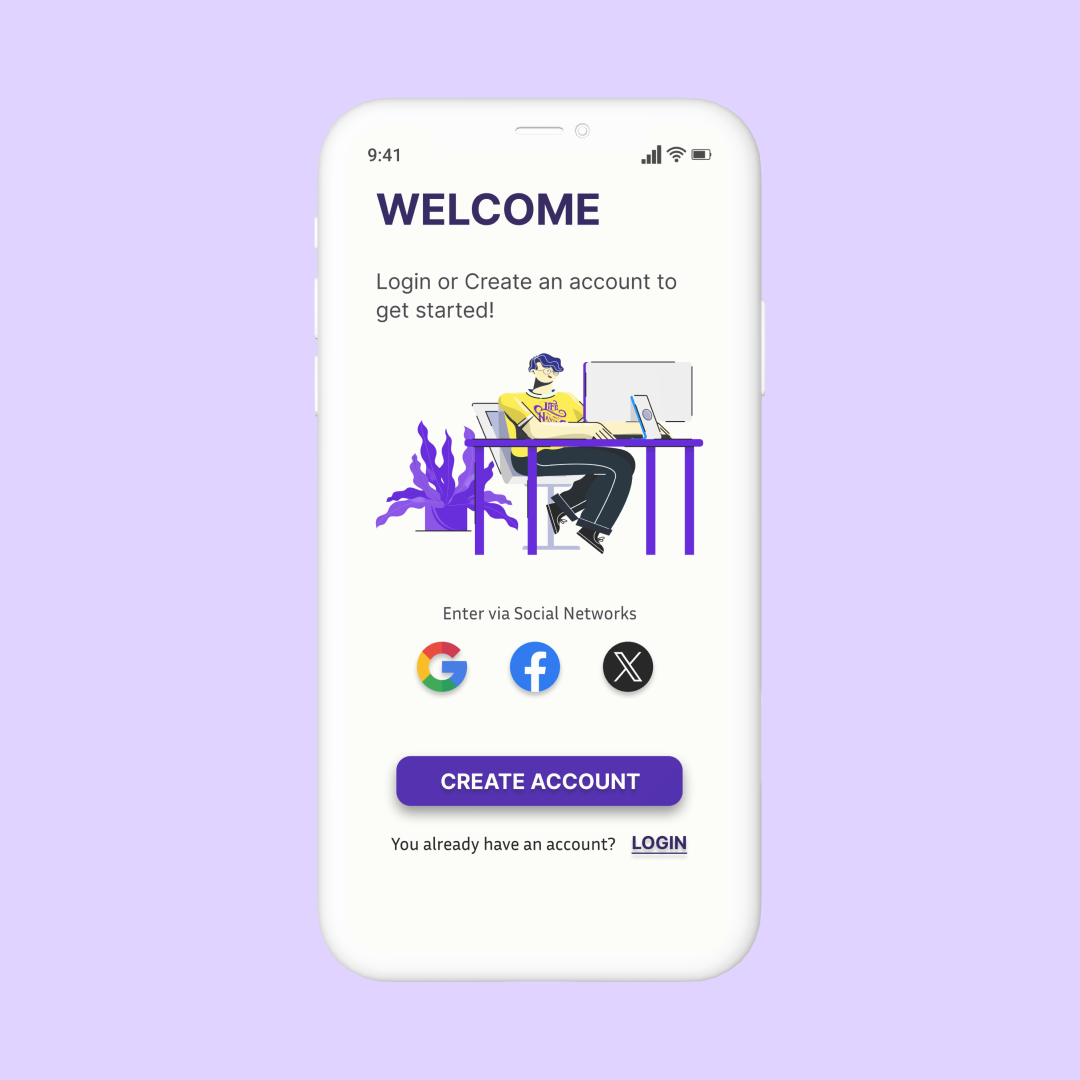 9:41
WELCOME
Login or Create an account to
get started!
LIFE
Enter via Social Networks
CREATE ACCOUNT
You already have an account? LOGIN